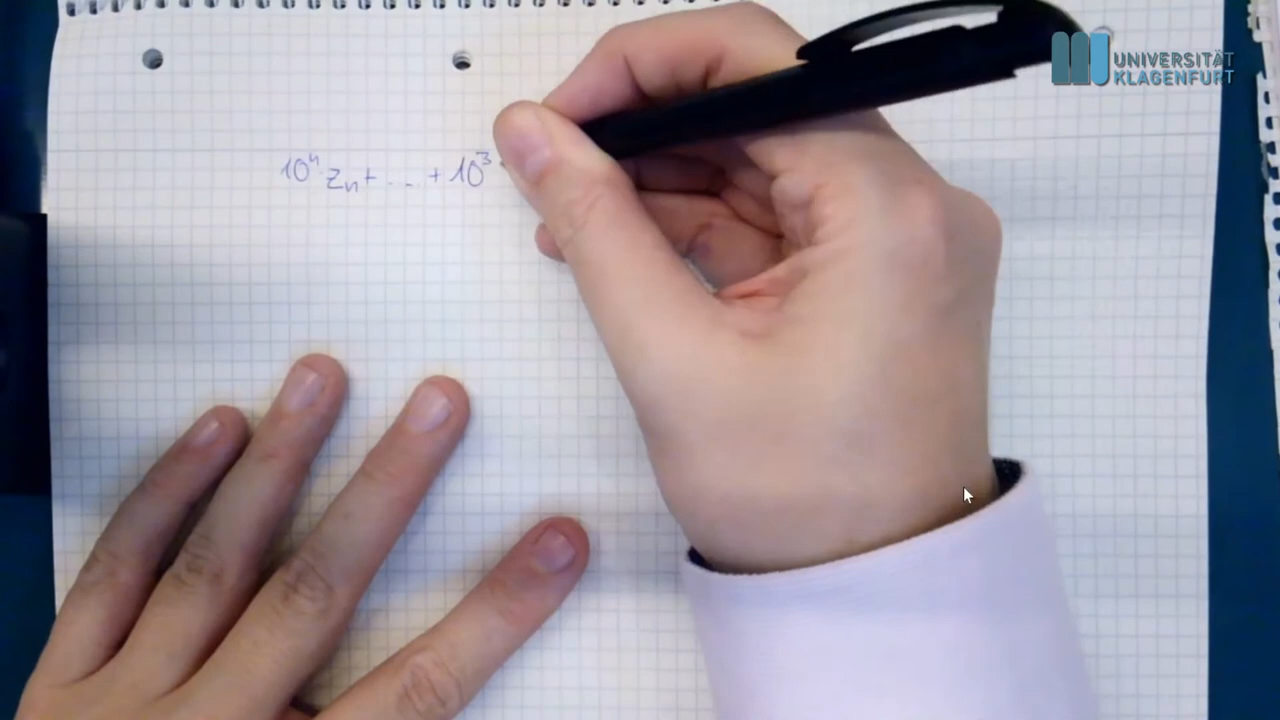 UNIVERSITÄT
KLAGENFURT
10ⁿ zₙ + ... + 10³